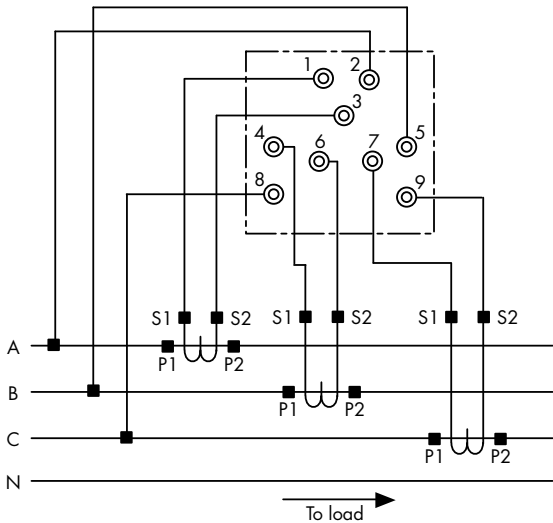 1 2
3
4 6 7 5
8 9
S1 S2 S1 S2 S1 S2
A
P1 P2
B
P1 P2
C
P1 P2
N
To load